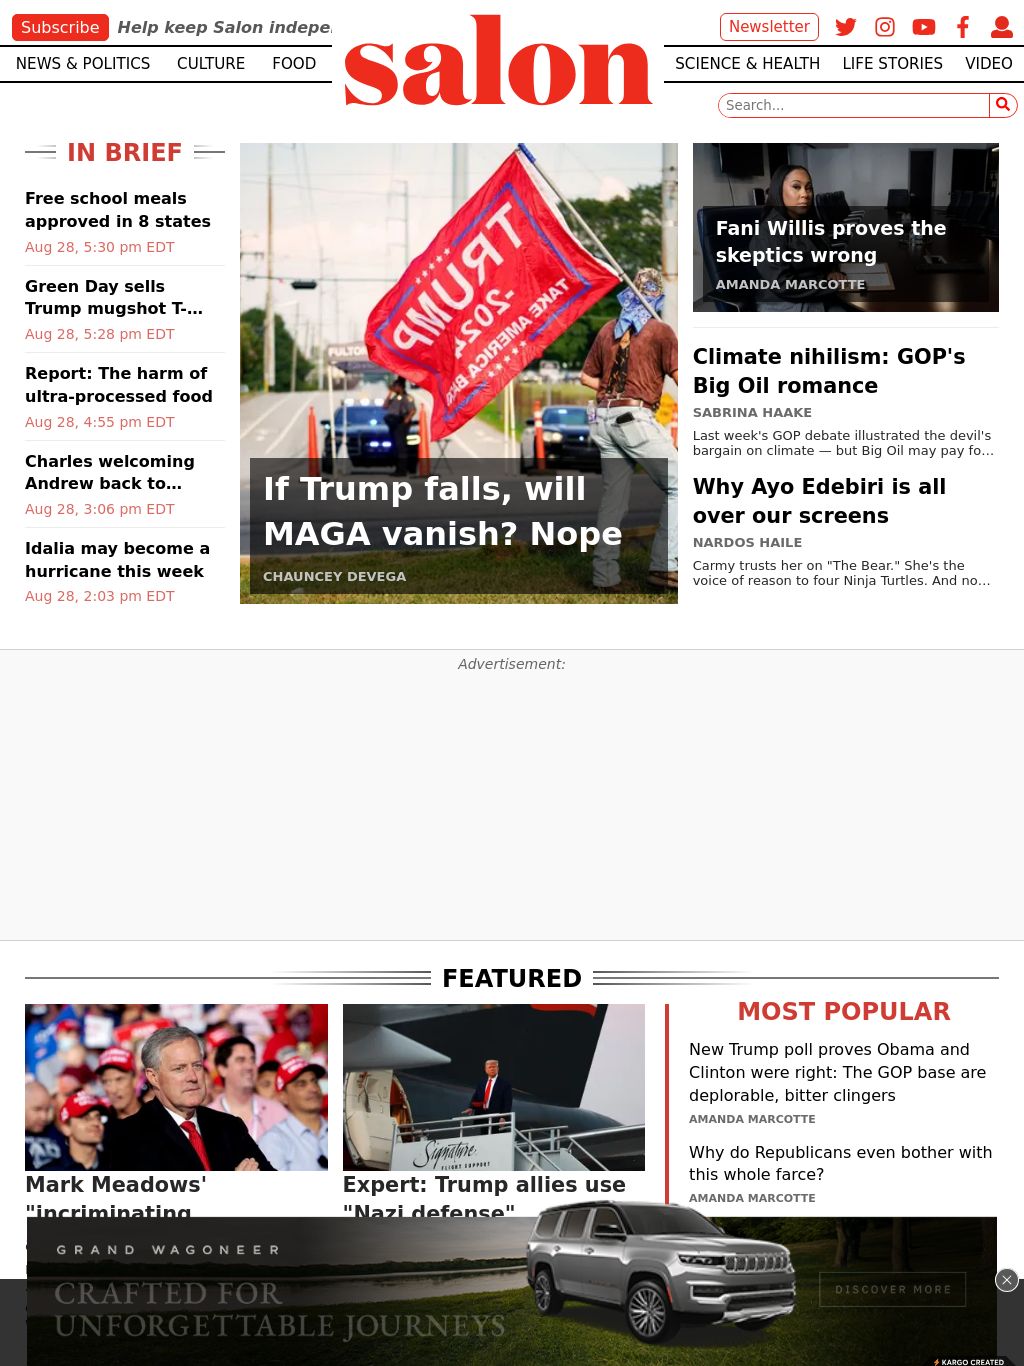 Subscribe Help keep Salon indepe
salon
Newsletter
NEWS & POLITICS CULTURE FOOD SCIENCE & HEALTH LIFE STORIES VIDEO
Search...
IN BRIEF
Free school meals
approved in 8 states
Aug 28, 5:30 pm EDT
Green Day sells
Trump mugshot T-...
Aug 28, 5:28 pm EDT
Report: The harm of
ultra-processed food
Aug 28, 4:55 pm EDT
Charles welcoming
Andrew back to...
Aug 28, 3:06 pm EDT
Idalia may become a
hurricane this week
Aug 28, 2:03 pm EDT
TRUMP
2024
TAKE AMERICA BACK
FULTON
If Trump falls, will
MAGA vanish? Nope
CHAUNCEY DEVEGA
Fani Willis proves the
skeptics wrong
AMANDA MARCOTTE
Climate nihilism: GOP's
Big Oil romance
SABRINA HAAKE
Last week's GOP debate illustrated the devil's
bargain on climate — but Big Oil may pay fo...
Why Ayo Edebiri is all
over our screens
NARDOS HAILE
Carmy trusts her on "The Bear." She's the
voice of reason to four Ninja Turtles. And no...
Advertisement:
FEATURED
Mark Meadows'
"incriminating
Signature
FLIGHT SUPPORT
Expert: Trump allies use
"Nazi defense"
MOST POPULAR
New Trump poll proves Obama and
Clinton were right: The GOP base are
deplorable, bitter clingers
AMANDA MARCOTTE
Why do Republicans even bother with
this whole farce?
AMANDA MARCOTTE
GRAND WAGONEER
CRAFTED FOR
UNFORGETTABLE JOURNEYS
DISCOVER MORE
KARGO CREATED